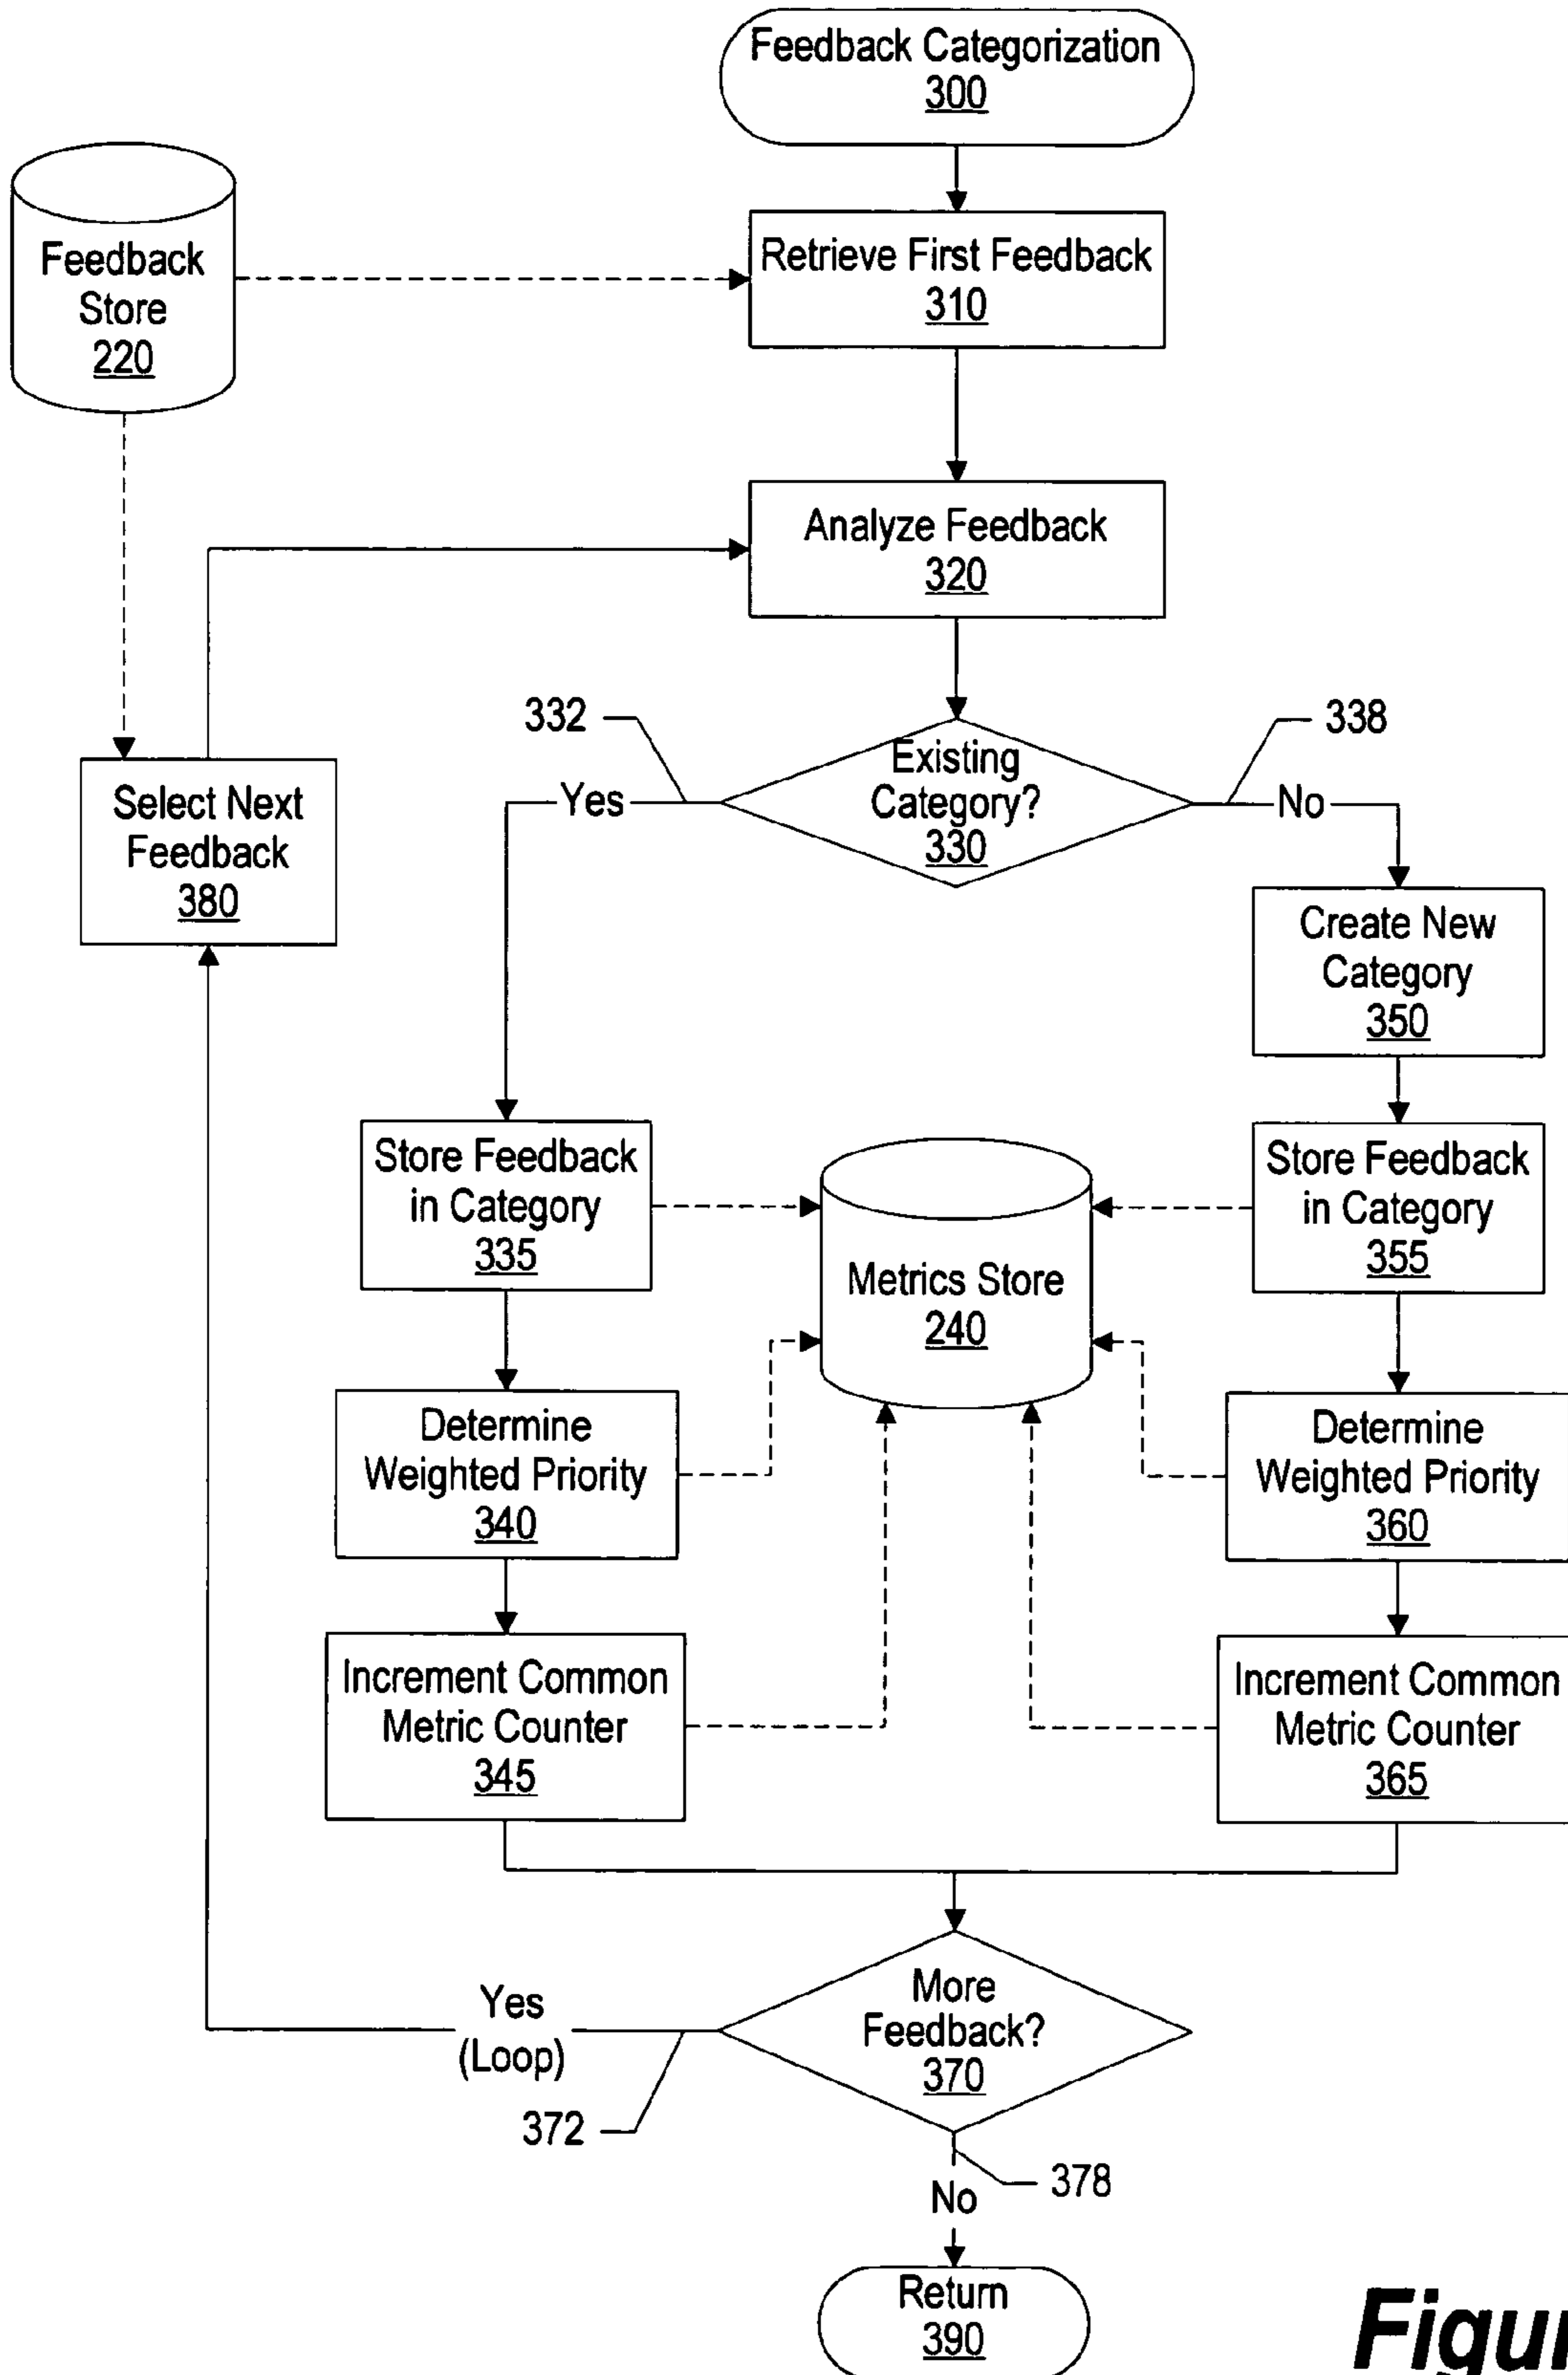 Feedback Categorization
300
Feedback
Store
220
Retrieve First Feedback
310
Analyze Feedback
320
332
338
Existing
Category?
330
Yes
No
Select Next
Feedback
380
Create New
Category
350
Store Feedback
in Category
335
Metrics Store
240
Store Feedback
in Category
355
Determine
Weighted Priority
340
Determine
Weighted Priority
360
Increment Common
Metric Counter
345
Increment Common
Metric Counter
365
More
Feedback?
370
Yes
(Loop)
372
378
No
Return
390